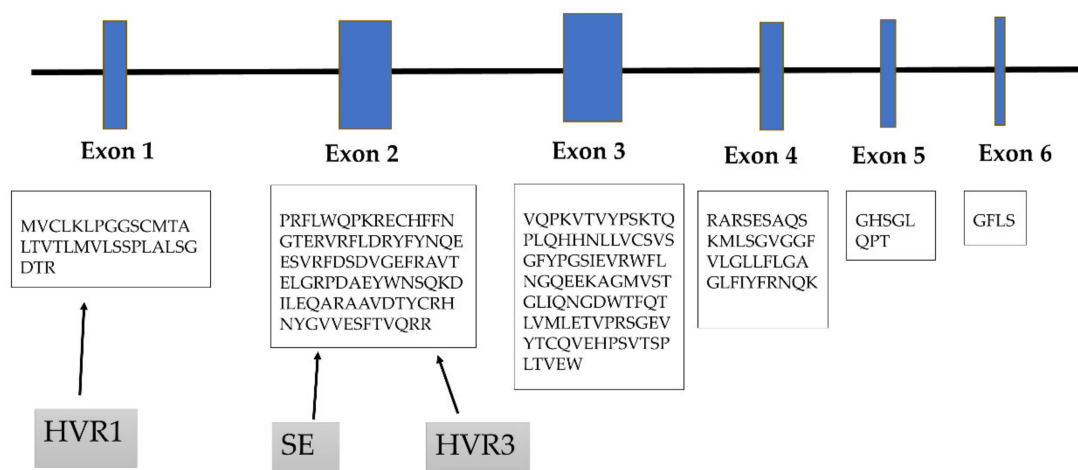 Exon 1
Exon 2
Exon 3
Exon 4
Exon 5
Exon 6
MVCLKLPGGSCMTA
LTVTLMVLSSPLALSG
DTR
PRFLWQPKRECHFFN
GTERVRFLDRYFYNQE
ESVRFDSDVGEFRAVT
ELGRPDAEYWNSQKD
ILEQARAAVDTYCRH
NYGVVESFTVQRR
VQPKVTVYPSKTQ
PLQHHNLLVCSVS
GFYPGSIEVRWFL
NGQEEKAGMVST
GLIQNGDWTFQT
LVMLETVPRSGEV
YTCQVEHPSVTSP
LTVEW
RARSESAQS
KMLSGVGGF
VLGLLFLGA
GLFIYFRNQK
GHSGL
QPT
GFLS
HVR1
SE
HVR3